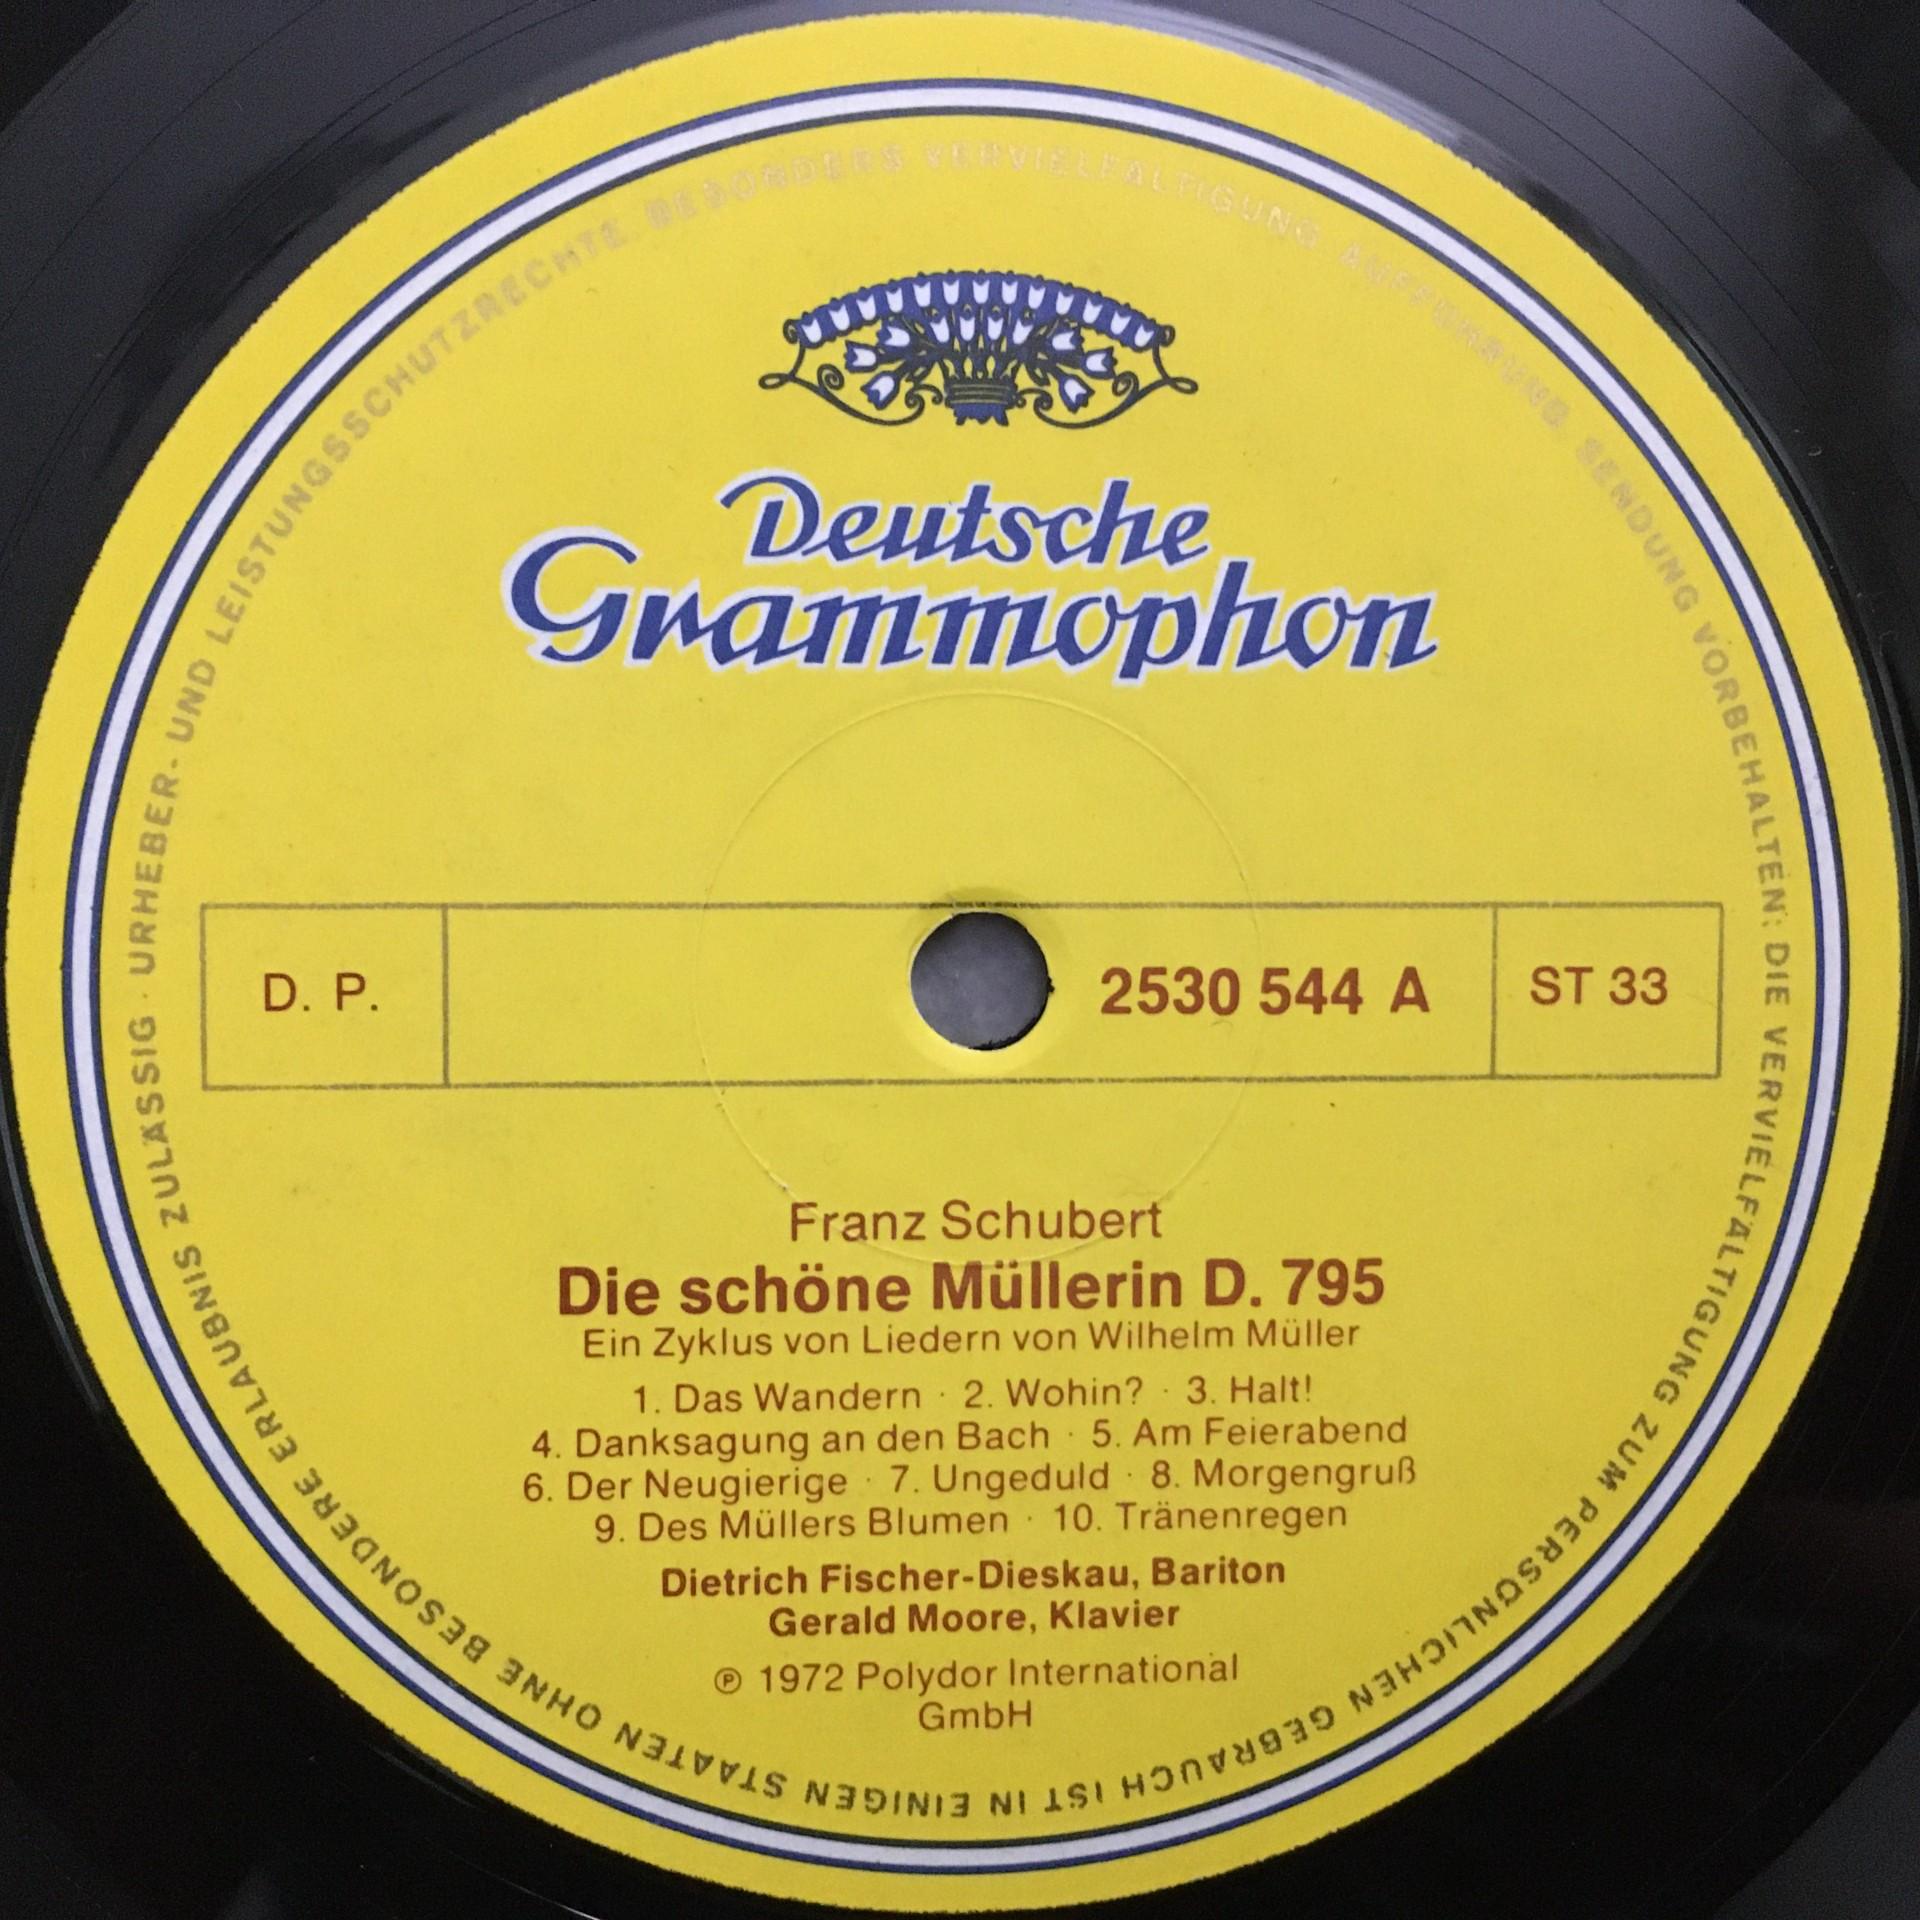 Deutsche
Grammophon
D. P.
2530 544 A
ST 33
Franz Schubert
Die schöne Müllerin D. 795
Ein Zyklus von Liedern von Wilhelm Müller
1. Das Wandern · 2. Wohin? · 3. Halt!
4. Danksagung an den Bach · 5. Am Feierabend
6. Der Neugierige · 7. Ungeduld · 8. Morgengruß
9. Des Müllers Blumen · 10. Tränenregen
Dietrich Fischer-Dieskau, Bariton
Gerald Moore, Klavier
℗ 1972 Polydor International
GmbH
URHEBER- UND LEISTUNGSSCHUTZRECHTE, BESONDERS VERVIELFÄLTIGUNG, AUFFÜHRUNG, SENDUNG VORBEHALTEN; DIE VERVIELFÄLTIGUNG ZUM PERSÖNLICHEN GEBRAUCH IST IN EINIGEN STAATEN OHNE BESONDERE ERLAUBNIS ZULÄSSIG ·